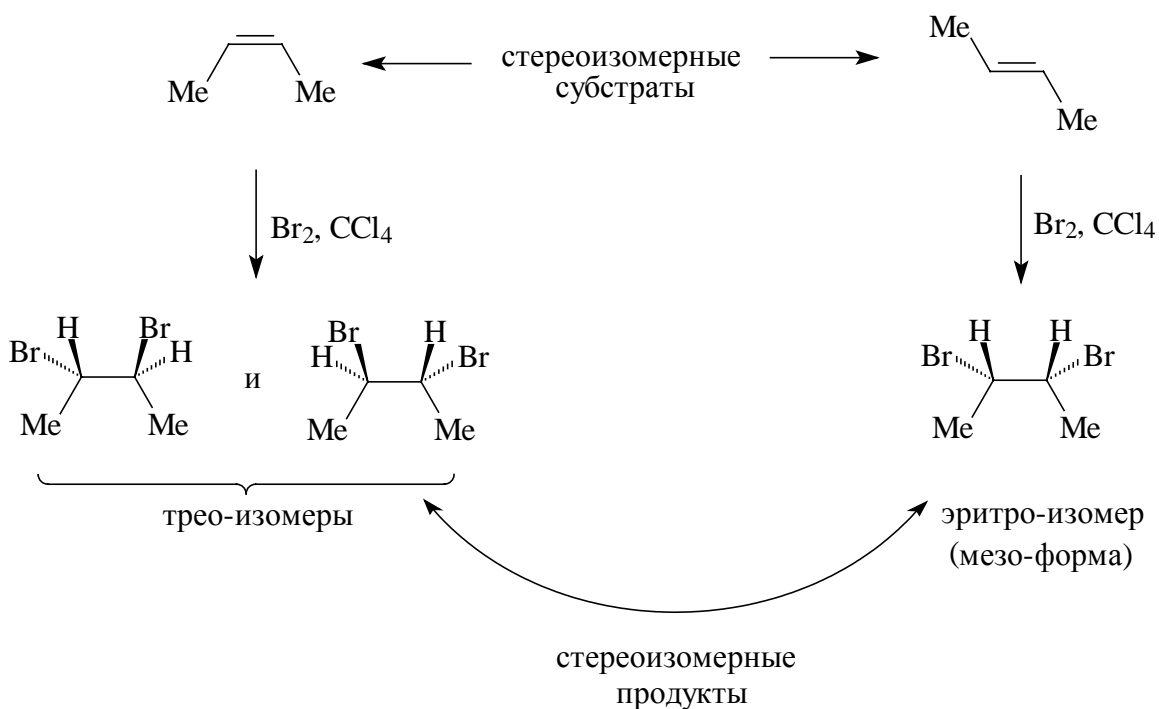 Me
Me
стереоизомерные
субстраты
Me
Me
Br2, CCl4
Br2, CCl4
H
Br
Br
H
Me
Me
и
Br
H
H
Br
Me
Me
H
H
Br
Br
Me
Me
трео-изомеры
эритро-изомер
(мезо-форма)
стереоизомерные
продукты